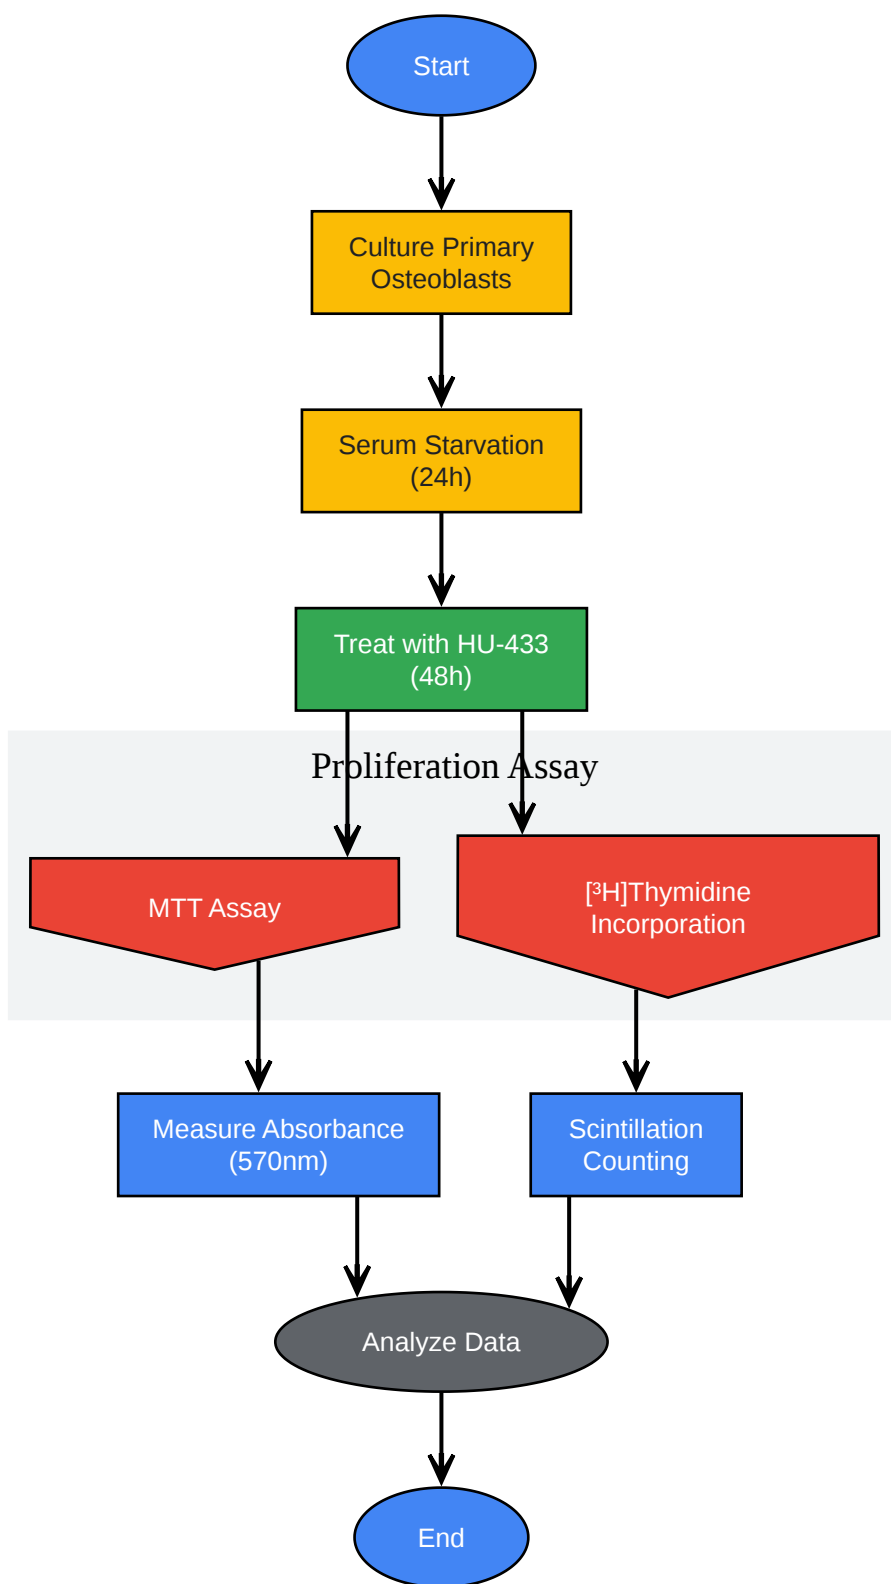 Start
Culture Primary
Osteoblasts
Serum Starvation
(24h)
Treat with HU-433
(48h)
Proliferation Assay
MTT Assay
[³H]Thymidine
Incorporation
Measure Absorbance
(570nm)
Scintillation
Counting
Analyze Data
End